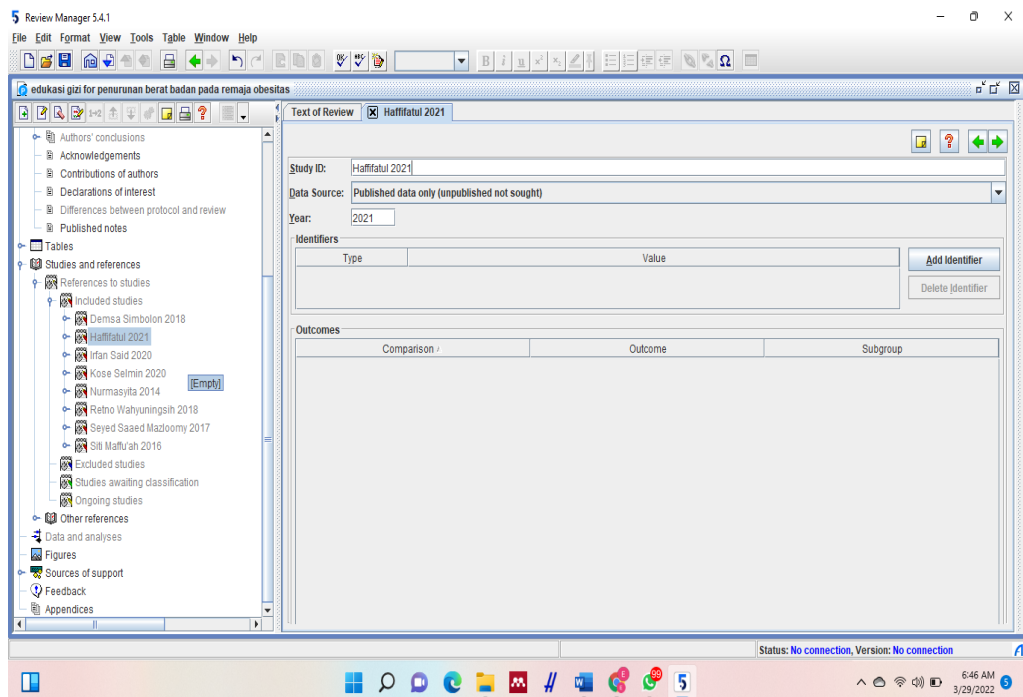 5 Review Manager 5.4.1
File Edit Format View Tools Table Window Help
B i u x² x₂ Ω
edukasi gizi for penurunan berat badan pada remaja obesitas
Text of Review Haffifatul 2021
Authors' conclusions
Acknowledgements
Contributions of authors
Declarations of interest
Differences between protocol and review
Published notes
Tables
Studies and references
References to studies
Included studies
Demsa Simbolon 2018
Haffifatul 2021
Irfan Said 2020
Kose Selmin 2020
[Empty]
Nurmasyita 2014
Retno Wahyuningsih 2018
Seyed Saaed Mazloomy 2017
Siti Maffu'ah 2016
Excluded studies
Studies awaiting classification
Ongoing studies
Other references
Data and analyses
Figures
Sources of support
Feedback
Appendices
Study ID: Haffifatul 2021
Data Source: Published data only (unpublished not sought)
Year: 2021
Identifiers
Type Value
Add Identifier
Delete Identifier
Outcomes
Comparison Outcome Subgroup
Status: No connection, Version: No connection
99
5
6:46 AM
3/29/2022
5